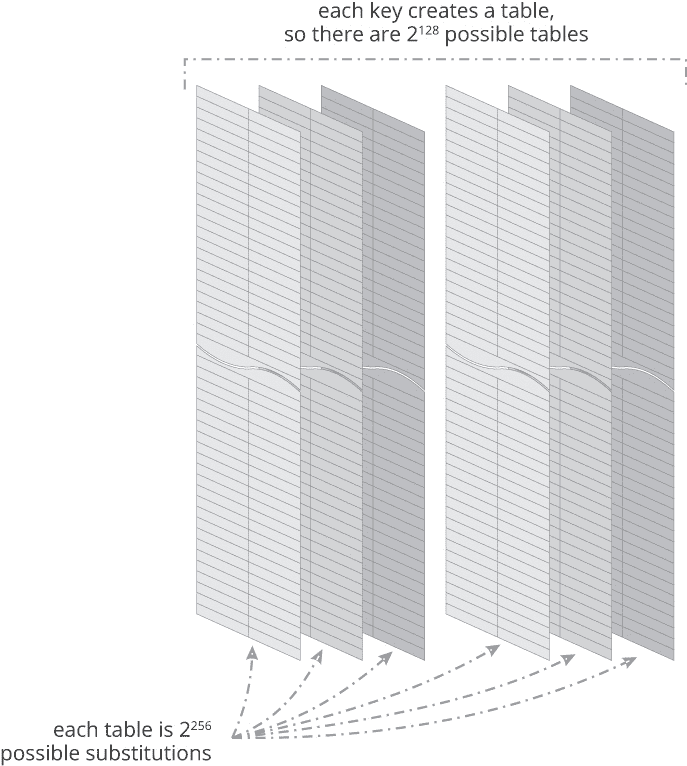 each key creates a table,
so there are 2¹²⁸ possible tables
each table is 2²⁵⁶
possible substitutions